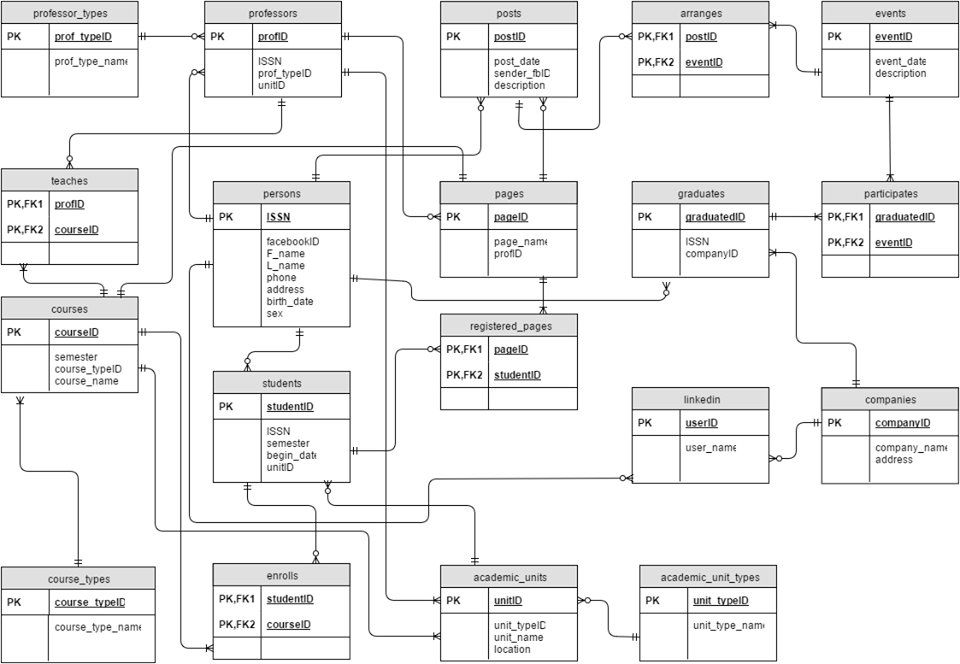 professor_types
PK prof_typeID
prof_type_name
professors
PK profID
ISSN
prof_typeID
unitID
posts
PK postID
post_date
sender_fbID
description
arranges
PK,FK1 postID
PK,FK2 eventID
events
PK eventID
event_date
description
teaches
PK,FK1 profID
PK,FK2 courseID
persons
PK ISSN
facebookID
F_name
L_name
phone
address
birth_date
sex
pages
PK pageID
page_name
profID
graduates
PK graduatedID
ISSN
companyID
participates
PK,FK1 graduatedID
PK,FK2 eventID
courses
PK courseID
semester
course_typeID
course_name
registered_pages
PK,FK1 pageID
PK,FK2 studentID
students
PK studentID
ISSN
semester
begin_date
unitID
linkedin
PK userID
user_name
companies
PK companyID
company_name
address
course_types
PK course_typeID
course_type_name
enrolls
PK,FK1 studentID
PK,FK2 courseID
academic_units
PK unitID
unit_typeID
unit_name
location
academic_unit_types
PK unit_typeID
unit_type_name